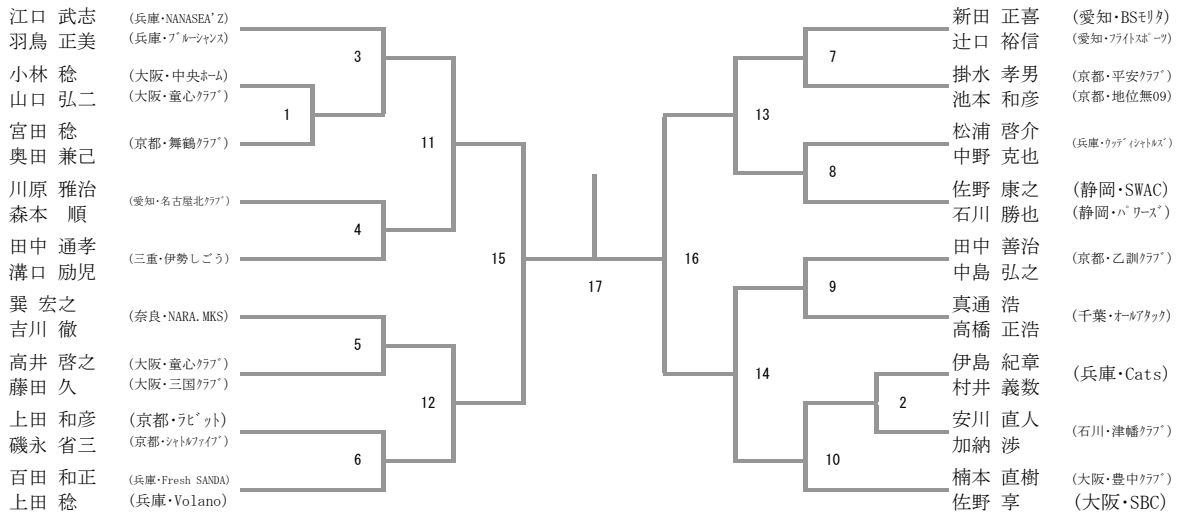 江口 武志 (兵庫・NANASEA'Z)
羽鳥 正美 (兵庫・ﾌﾞﾙｰｼｬﾝｽ)
3
小林 稔 (大阪・中央ﾎｰﾑ)
山口 弘二 (大阪・童心ｸﾗﾌﾞ)
1
宮田 稔
奥田 兼己
(京都・舞鶴ｸﾗﾌﾞ)
11
川原 雅治
森本 順
(愛知・名古屋北ｸﾗﾌﾞ)
4
田中 通孝
溝口 励児
(三重・伊勢しごう)
15
巽 宏之
吉川 徹
(奈良・NARA.MKS)
5
高井 啓之 (大阪・童心ｸﾗﾌﾞ)
藤田 久 (大阪・三国ｸﾗﾌﾞ)
12
上田 和彦 (京都・ﾗﾋﾞｯﾄ)
磯永 省三 (京都・ｼｬﾄﾙﾌｧｲﾌﾞ)
6
百田 和正 (兵庫・Fresh SANDA)
上田 稔 (兵庫・Volano)
17
新田 正喜 (愛知・BSﾓﾘﾀ)
辻口 裕信 (愛知・ﾌﾗｲﾄｽﾎﾟｰﾂ)
7
掛水 孝男 (京都・平安ｸﾗﾌﾞ)
池本 和彦 (京都・地位無09)
13
松浦 啓介
中野 克也
(兵庫・ｳｯﾃﾞｨｼｬﾄﾙｽﾞ)
8
佐野 康之 (静岡・SWAC)
石川 勝也 (静岡・ﾊﾟﾜｰｽﾞ)
16
田中 善治
中島 弘之
(京都・乙訓ｸﾗﾌﾞ)
9
真通 浩
高橋 正浩
(千葉・ｵｰﾙｱﾀｯｸ)
14
伊島 紀章
村井 義数
(兵庫・Cats)
2
安川 直人
加納 渉
(石川・津幡ｸﾗﾌﾞ)
10
楠本 直樹 (大阪・豊中ｸﾗﾌﾞ)
佐野 享 (大阪・SBC)